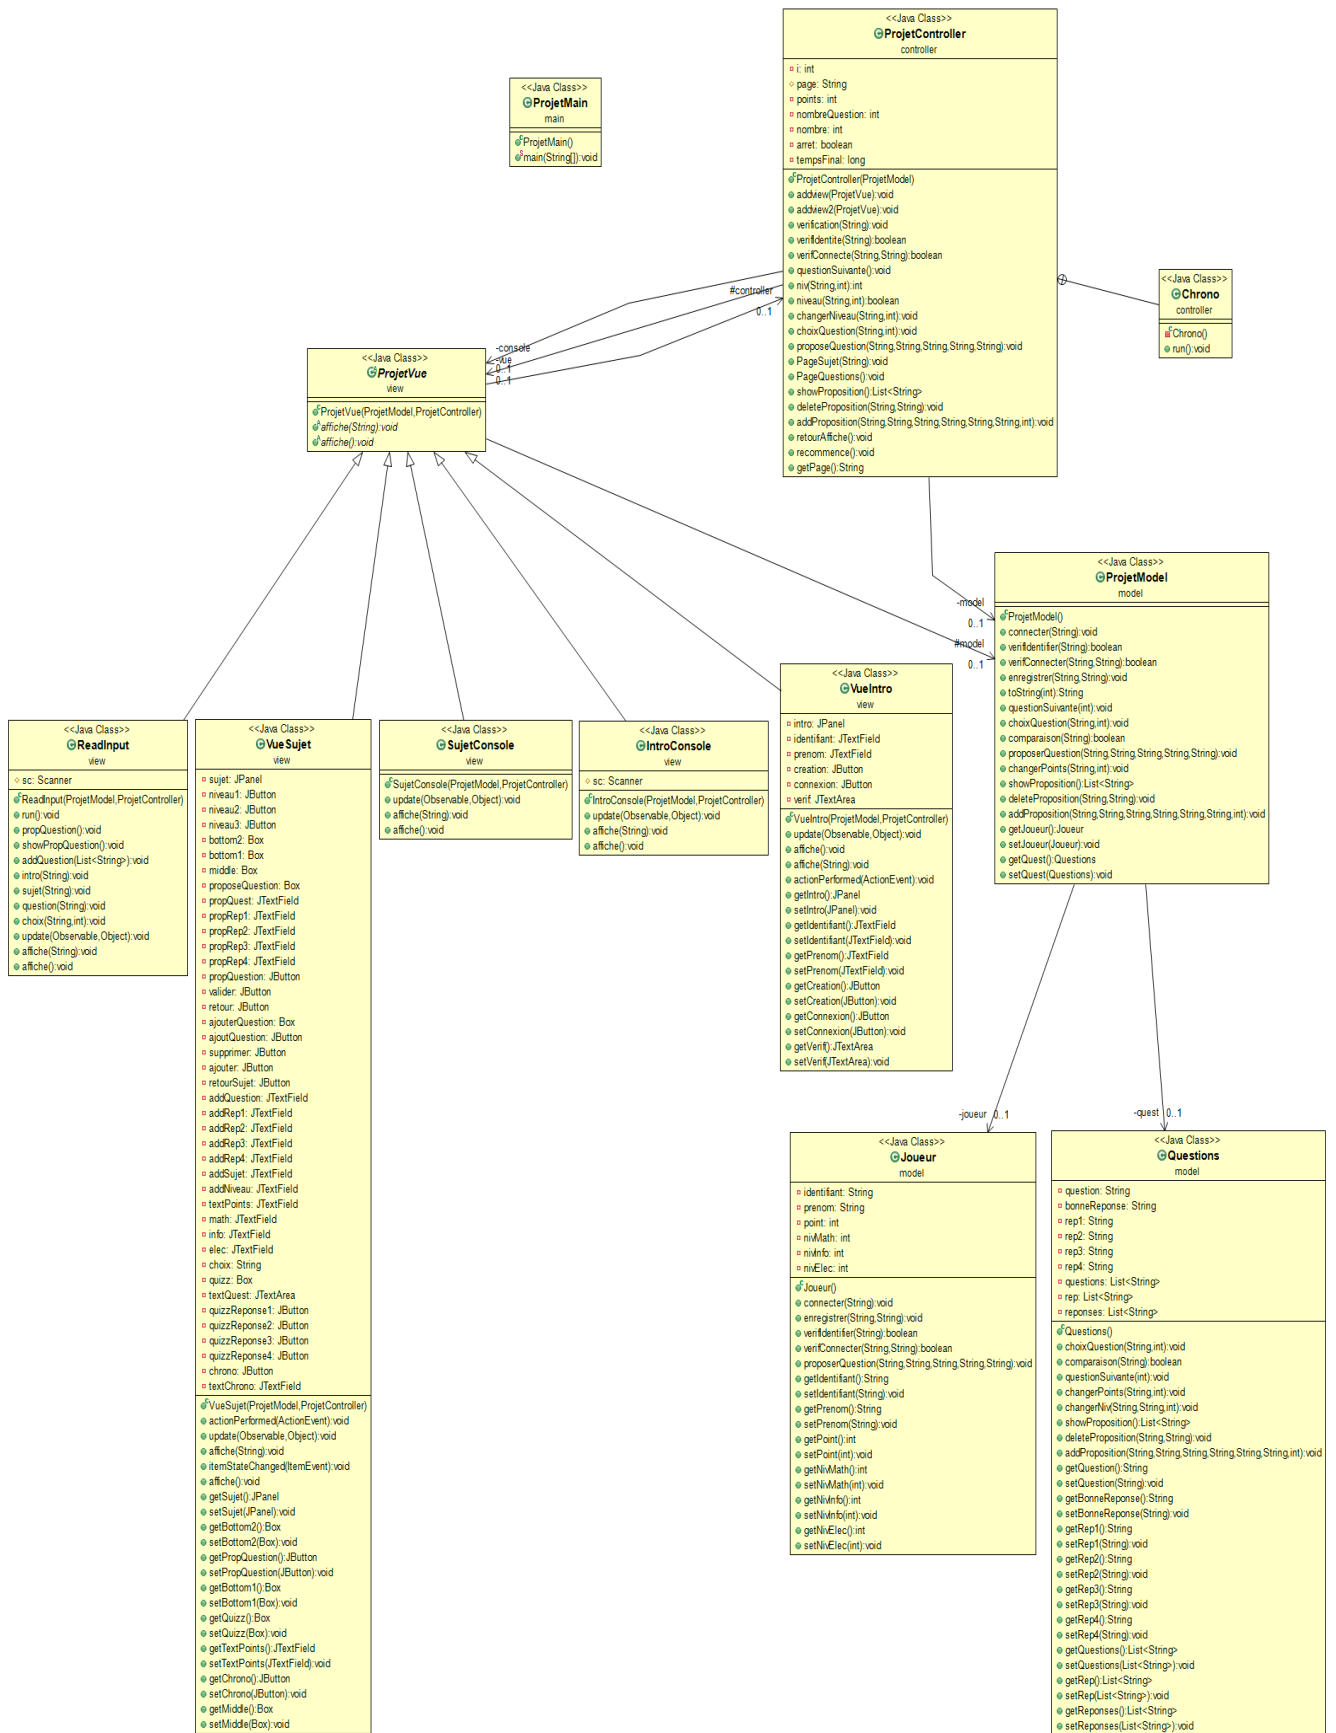 <<Java Class>>
ProjetController
controller
i: int
page: String
points: int
nombreQuestion: int
nombre: int
arret: boolean
tempsFinal: long
ProjetController(ProjetModel)
addview(ProjetVue):void
addview2(ProjetVue):void
verification(String):void
verifIdentite(String):boolean
verifConnecte(String,String):boolean
questionSuivante():void
niv(String,int):int
niveau(String,int):boolean
changerNiveau(String,int):void
choixQuestion(String,int):void
proposeQuestion(String,String,String,String,String):void
PageSujet(String):void
PageQuestions():void
showProposition():List<String>
deleteProposition(String,String):void
addProposition(String,String,String,String,String,String,int):void
retourAffiche():void
recommence():void
getPage():String
<<Java Class>>
ProjetMain
main
ProjetMain()
main(String[]):void
<<Java Class>>
Chrono
controller
Chrono()
run():void
#controller
0..1
-console
-vue
0..1
0..1
<<Java Class>>
ProjetVue
view
ProjetVue(ProjetModel,ProjetController)
affiche(String):void
affiche():void
-model
0..1
#model
0..1
<<Java Class>>
ProjetModel
model
ProjetModel()
connecter(String):void
verifIdentifier(String):boolean
verifConnecter(String,String):boolean
enregistrer(String,String):void
toString(int):String
questionSuivante(int):void
choixQuestion(String,int):void
comparaison(String):boolean
proposerQuestion(String,String,String,String,String):void
changerPoints(String,int):void
showProposition():List<String>
deleteProposition(String,String):void
addProposition(String,String,String,String,String,String,int):void
getJoueur():Joueur
setJoueur(Joueur):void
getQuest():Questions
setQuest(Questions):void
<<Java Class>>
ReadInput
view
sc: Scanner
ReadInput(ProjetModel,ProjetController)
run():void
propQuestion():void
showPropQuestion():void
addQuestion(List<String>):void
intro(String):void
sujet(String):void
question(String):void
choix(String,int):void
update(Observable,Object):void
affiche(String):void
affiche():void
<<Java Class>>
VueSujet
view
sujet: JPanel
niveau1: JButton
niveau2: JButton
niveau3: JButton
bottom2: Box
bottom1: Box
middle: Box
proposeQuestion: Box
propQuest: JTextField
propRep1: JTextField
propRep2: JTextField
propRep3: JTextField
propRep4: JTextField
propQuestion: JButton
valider: JButton
retour: JButton
ajouterQuestion: Box
ajoutQuestion: JButton
supprimer: JButton
ajouter: JButton
retourSujet: JButton
addQuestion: JTextField
addRep1: JTextField
addRep2: JTextField
addRep3: JTextField
addRep4: JTextField
addSujet: JTextField
addNiveau: JTextField
textPoints: JTextField
math: JTextField
info: JTextField
elec: JTextField
choix: String
quizz: Box
textQuest: JTextArea
quizzReponse1: JButton
quizzReponse2: JButton
quizzReponse3: JButton
quizzReponse4: JButton
chrono: JButton
textChrono: JTextField
VueSujet(ProjetModel,ProjetController)
actionPerformed(ActionEvent):void
update(Observable,Object):void
affiche(String):void
itemStateChanged(ItemEvent):void
affiche():void
getSujet():JPanel
setSujet(JPanel):void
getBottom2():Box
setBottom2(Box):void
getPropQuestion():JButton
setPropQuestion(JButton):void
getBottom1():Box
setBottom1(Box):void
getQuizz():Box
setQuizz(Box):void
getTextPoints():JTextField
setTextPoints(JTextField):void
getChrono():JButton
setChrono(JButton):void
getMiddle():Box
setMiddle(Box):void
<<Java Class>>
SujetConsole
view
SujetConsole(ProjetModel,ProjetController)
update(Observable,Object):void
affiche(String):void
affiche():void
<<Java Class>>
IntroConsole
view
sc: Scanner
IntroConsole(ProjetModel,ProjetController)
update(Observable,Object):void
affiche(String):void
affiche():void
<<Java Class>>
VueIntro
view
intro: JPanel
identifiant: JTextField
prenom: JTextField
creation: JButton
connexion: JButton
verif: JTextArea
VueIntro(ProjetModel,ProjetController)
update(Observable,Object):void
affiche():void
affiche(String):void
actionPerformed(ActionEvent):void
getIntro():JPanel
setIntro(JPanel):void
getIdentifiant():JTextField
setIdentifiant(JTextField):void
getPrenom():JTextField
setPrenom(JTextField):void
getCreation():JButton
setCreation(JButton):void
getConnexion():JButton
setConnexion(JButton):void
getVerif():JTextArea
setVerif(JTextArea):void
-joueur 0..1
-quest 0..1
<<Java Class>>
Joueur
model
identifiant: String
prenom: String
point: int
nivMath: int
nivInfo: int
nivElec: int
Joueur()
connecter(String):void
enregistrer(String,String):void
verifIdentifier(String):boolean
verifConnecter(String,String):boolean
proposerQuestion(String,String,String,String,String):void
getIdentifiant():String
setIdentifiant(String):void
getPrenom():String
setPrenom(String):void
getPoint():int
setPoint(int):void
getNivMath():int
setNivMath(int):void
getNivInfo():int
setNivInfo(int):void
getNivElec():int
setNivElec(int):void
<<Java Class>>
Questions
model
question: String
bonneReponse: String
rep1: String
rep2: String
rep3: String
rep4: String
questions: List<String>
rep: List<String>
reponses: List<String>
Questions()
choixQuestion(String,int):void
comparaison(String):boolean
questionSuivante(int):void
changerPoints(String,int):void
changerNiv(String,String,int):void
showProposition():List<String>
deleteProposition(String,String):void
addProposition(String,String,String,String,String,String,int):void
getQuestion():String
setQuestion(String):void
getBonneReponse():String
setBonneReponse(String):void
getRep1():String
setRep1(String):void
getRep2():String
setRep2(String):void
getRep3():String
setRep3(String):void
getRep4():String
setRep4(String):void
getQuestions():List<String>
setQuestions(List<String>):void
getRep():List<String>
setRep(List<String>):void
getReponses():List<String>
setReponses(List<String>):void